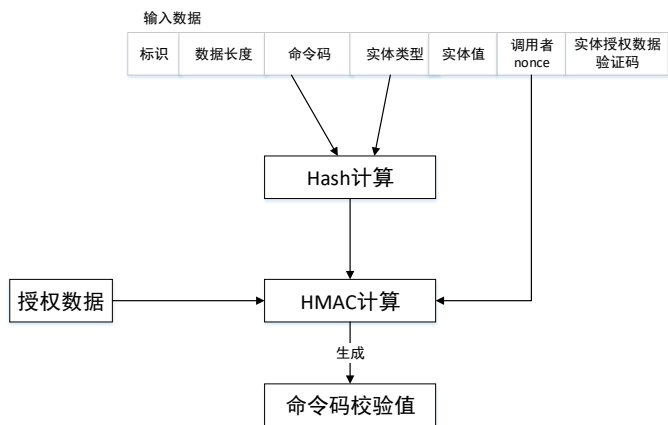 输入数据
标识
数据长度
命令码
实体类型
实体值
调用者
nonce
实体授权数据
验证码
Hash计算
授权数据
HMAC计算
生成
命令码校验值